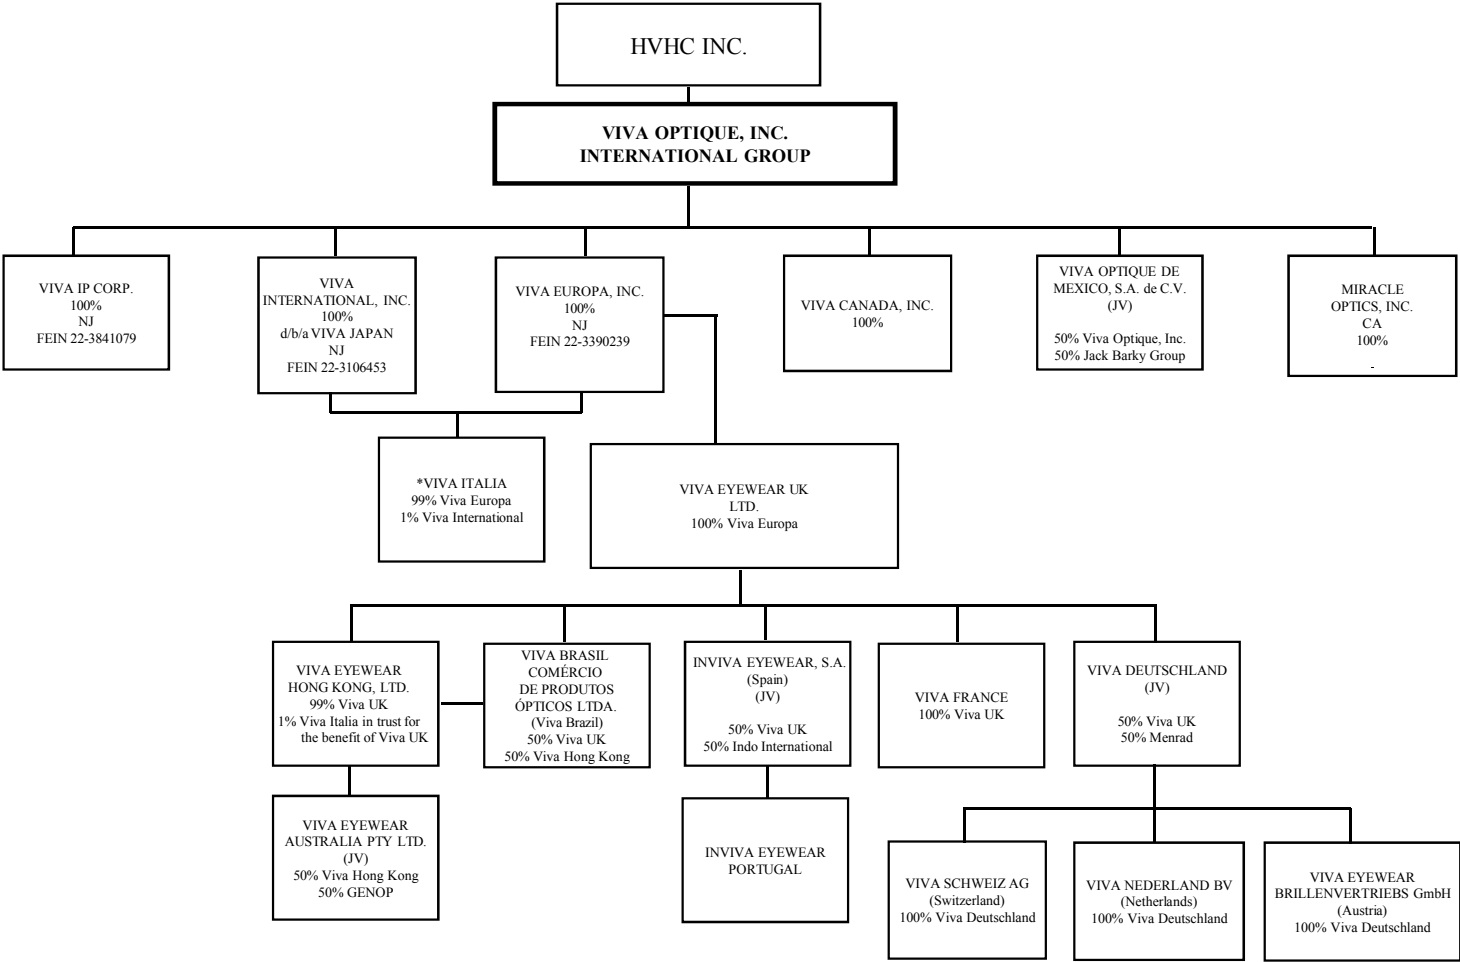 HVHC INC.
VIVA OPTIQUE, INC.
INTERNATIONAL GROUP
VIVA IP CORP.
100%
NJ
FEIN 22-3841079
VIVA
INTERNATIONAL, INC.
100%
d/b/a VIVA JAPAN
NJ
FEIN 22-3106453
VIVA EUROPA, INC.
100%
NJ
FEIN 22-3390239
VIVA CANADA, INC.
100%
VIVA OPTIQUE DE
MEXICO, S.A. de C.V.
(JV)
50% Viva Optique, Inc.
50% Jack Barky Group
MIRACLE
OPTICS, INC.
CA
100%
-
*VIVA ITALIA
99% Viva Europa
1% Viva International
VIVA EYEWEAR UK
LTD.
100% Viva Europa
VIVA EYEWEAR
HONG KONG, LTD.
99% Viva UK
1% Viva Italia in trust for
the benefit of Viva UK
VIVA BRASIL
COMÉRCIO
DE PRODUTOS
ÓPTICOS LTDA.
(Viva Brazil)
50% Viva UK
50% Viva Hong Kong
INVIVA EYEWEAR, S.A.
(Spain)
(JV)
50% Viva UK
50% Indo International
VIVA FRANCE
100% Viva UK
VIVA DEUTSCHLAND
(JV)
50% Viva UK
50% Menrad
VIVA EYEWEAR
AUSTRALIA PTY LTD.
(JV)
50% Viva Hong Kong
50% GENOP
INVIVA EYEWEAR
PORTUGAL
VIVA SCHWEIZ AG
(Switzerland)
100% Viva Deutschland
VIVA NEDERLAND BV
(Netherlands)
100% Viva Deutschland
VIVA EYEWEAR
BRILLENVERTRIEBS GmbH
(Austria)
100% Viva Deutschland